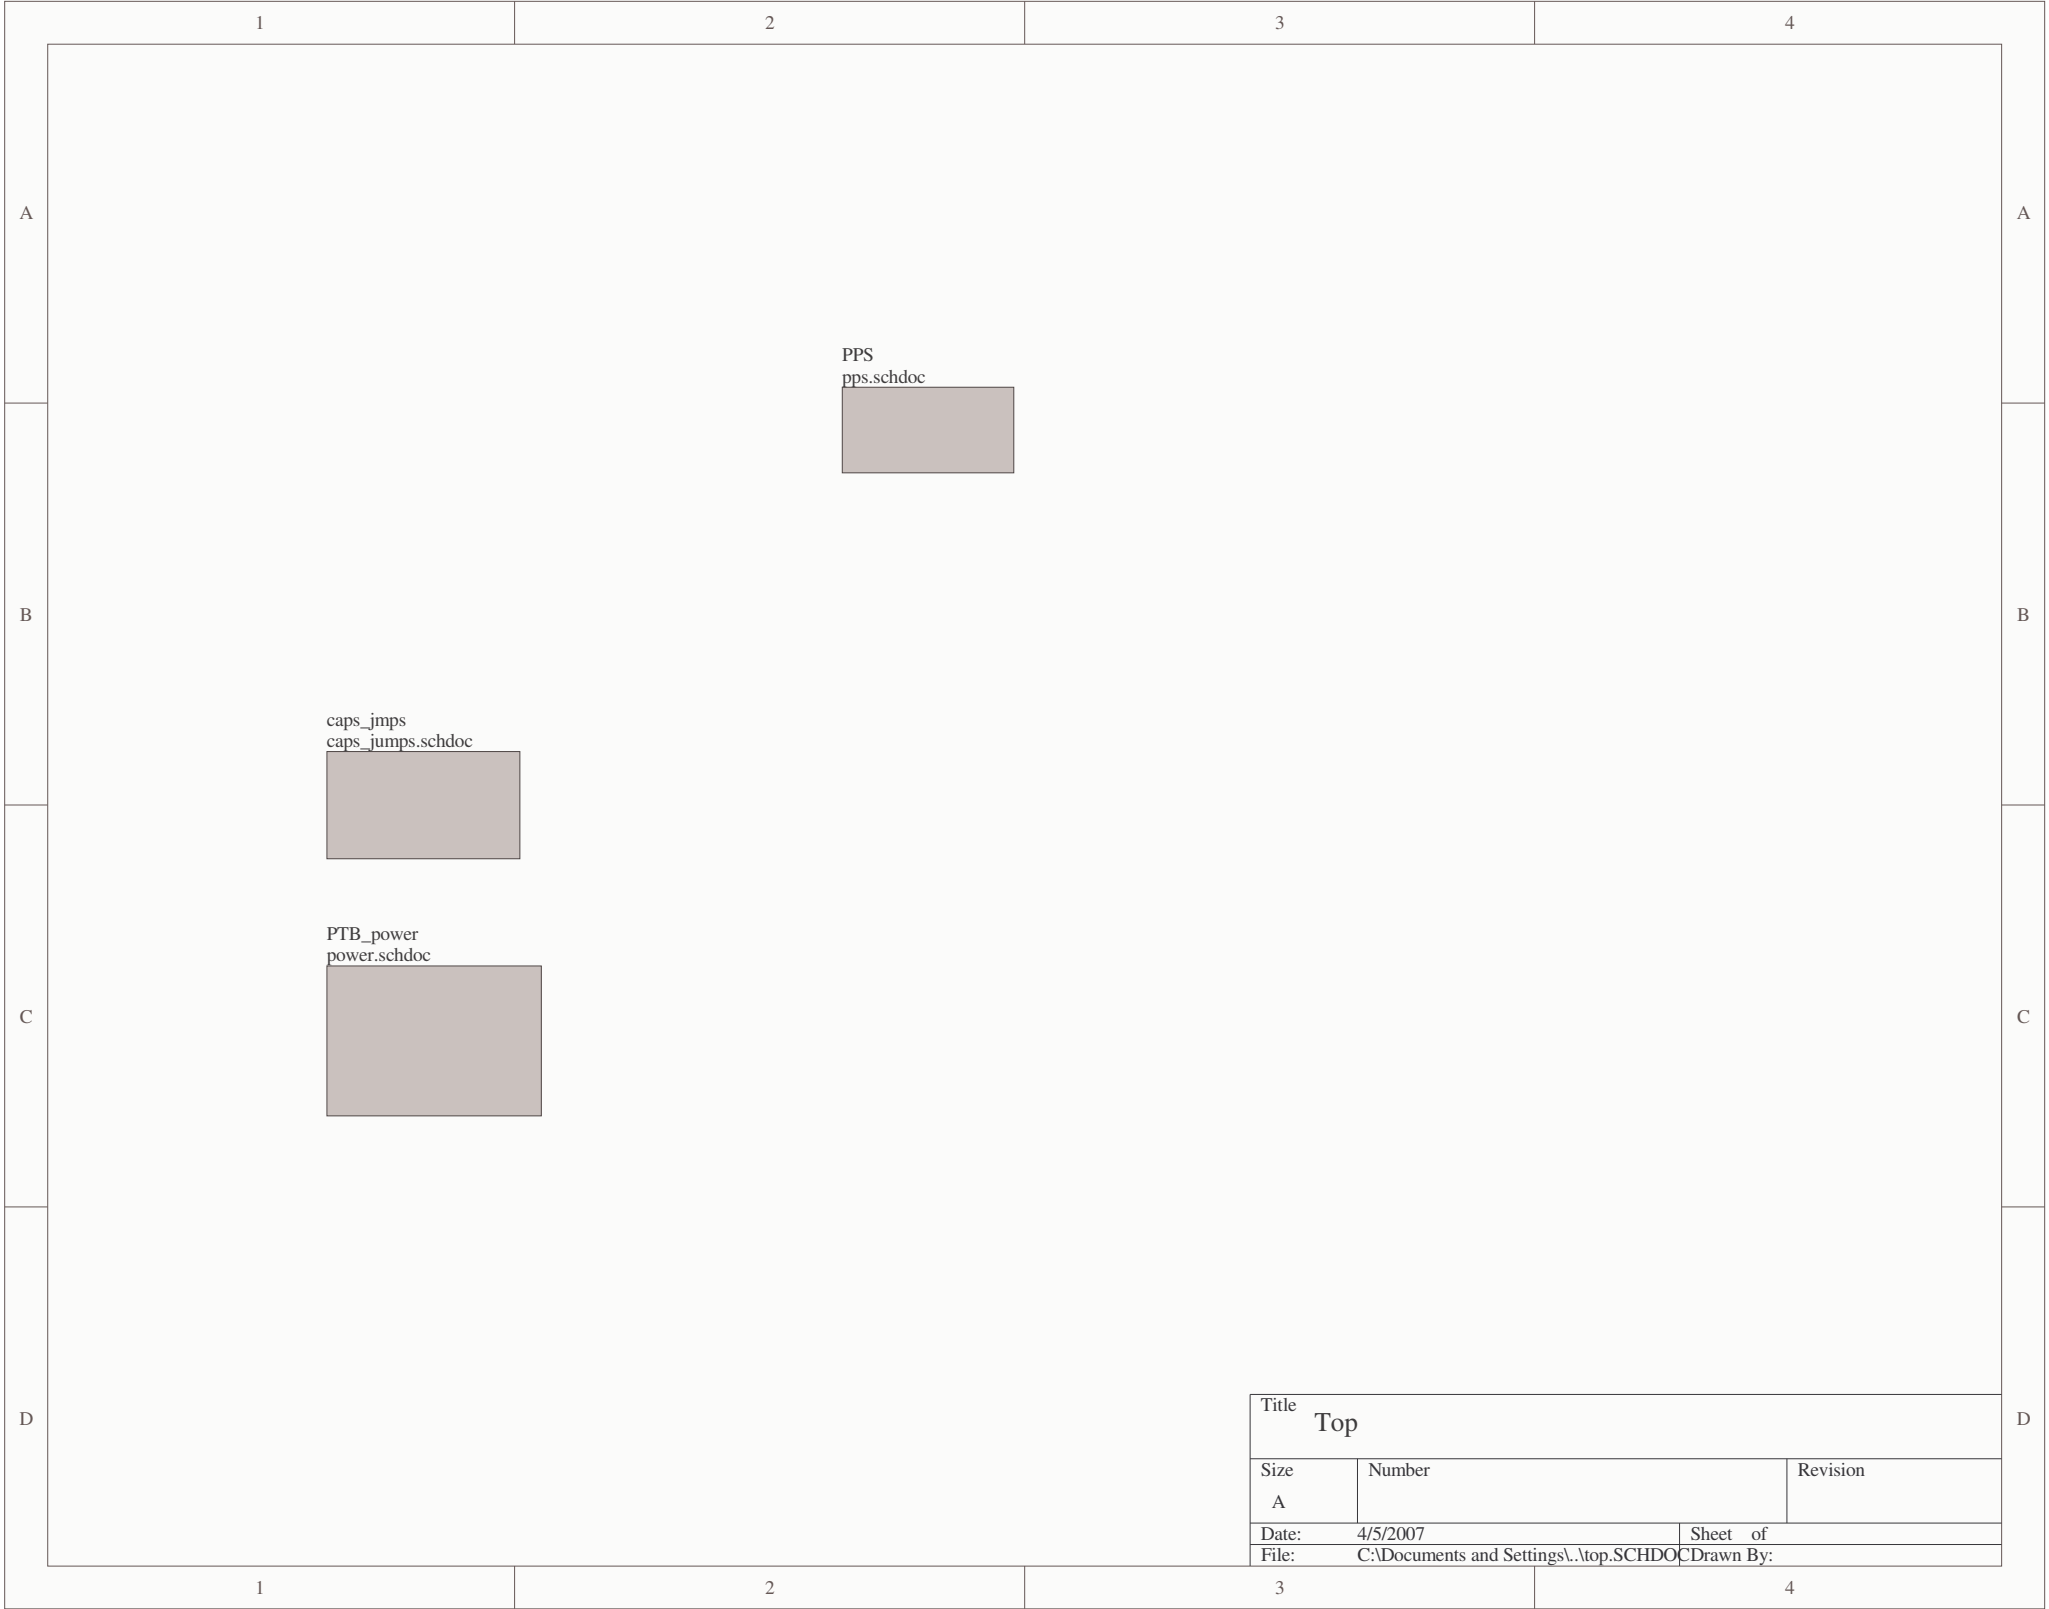 1 2 3 4
A A
PPS
pps.schdoc
B B
caps_jmps
caps_jumps.schdoc
PTB_power
power.schdoc
C C
Title
Top
D D
Size Number Revision
A
Date: 4/5/2007 Sheet of
File: C:\Documents and Settings\..\top.SCHDOC Drawn By:
1 2 3 4